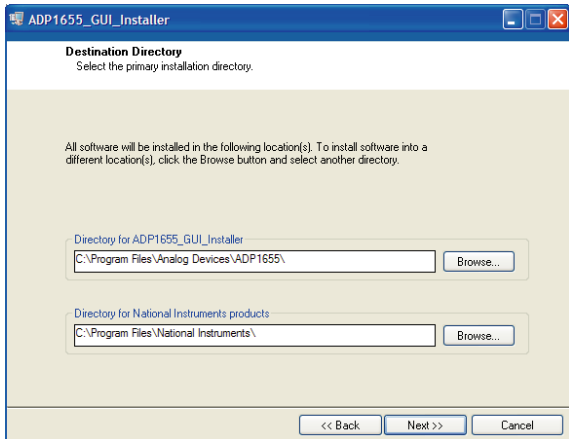 ADP1655_GUI_Installer
Destination Directory
Select the primary installation directory.
All software will be installed in the following location(s). To install software into a
different location(s), click the Browse button and select another directory.
Directory for ADP1655_GUI_Installer
C:\Program Files\Analog Devices\ADP1655\
Browse...
Directory for National Instruments products
C:\Program Files\National Instruments\
Browse...
<< Back
Next >>
Cancel